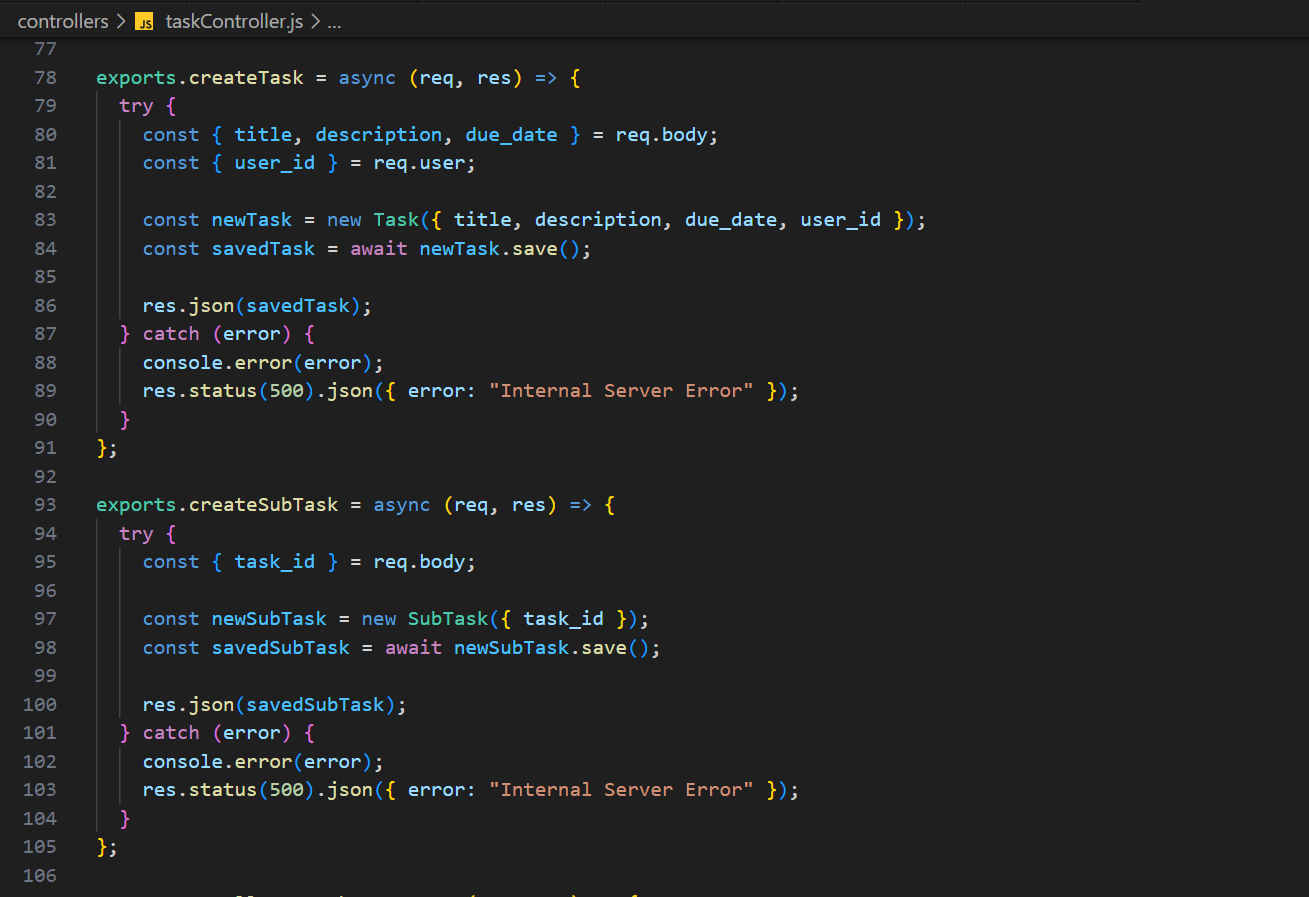 controllers > JS taskController.js > ...
77
78 exports.createTask = async (req, res) => {
79 try {
80 const { title, description, due_date } = req.body;
81 const { user_id } = req.user;
82
83 const newTask = new Task({ title, description, due_date, user_id });
84 const savedTask = await newTask.save();
85
86 res.json(savedTask);
87 } catch (error) {
88 console.error(error);
89 res.status(500).json({ error: "Internal Server Error" });
90 }
91 };
92
93 exports.createSubTask = async (req, res) => {
94 try {
95 const { task_id } = req.body;
96
97 const newSubTask = new SubTask({ task_id });
98 const savedSubTask = await newSubTask.save();
99
100 res.json(savedSubTask);
101 } catch (error) {
102 console.error(error);
103 res.status(500).json({ error: "Internal Server Error" });
104 }
105 };
106